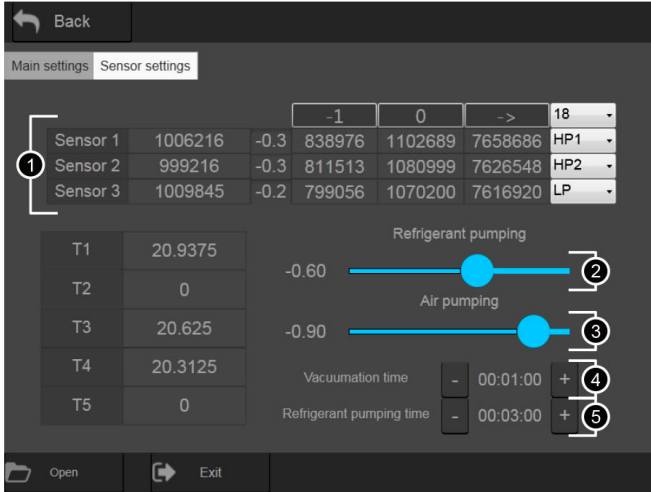 Back
Main settings Sensor settings
-1 0 -> 18
1 Sensor 1 1006216 -0.3 838976 1102689 7658686 HP1
Sensor 2 999216 -0.3 811513 1080999 7626548 HP2
Sensor 3 1009845 -0.2 799056 1070200 7616920 LP
Refrigerant pumping
T1 20.9375
-0.60 2
T2 0
Air pumping
T3 20.625 -0.90 3
T4 20.3125 Vacuumation time - 00:01:00 + 4
T5 0 Refrigerant pumping time - 00:03:00 + 5
Open Exit